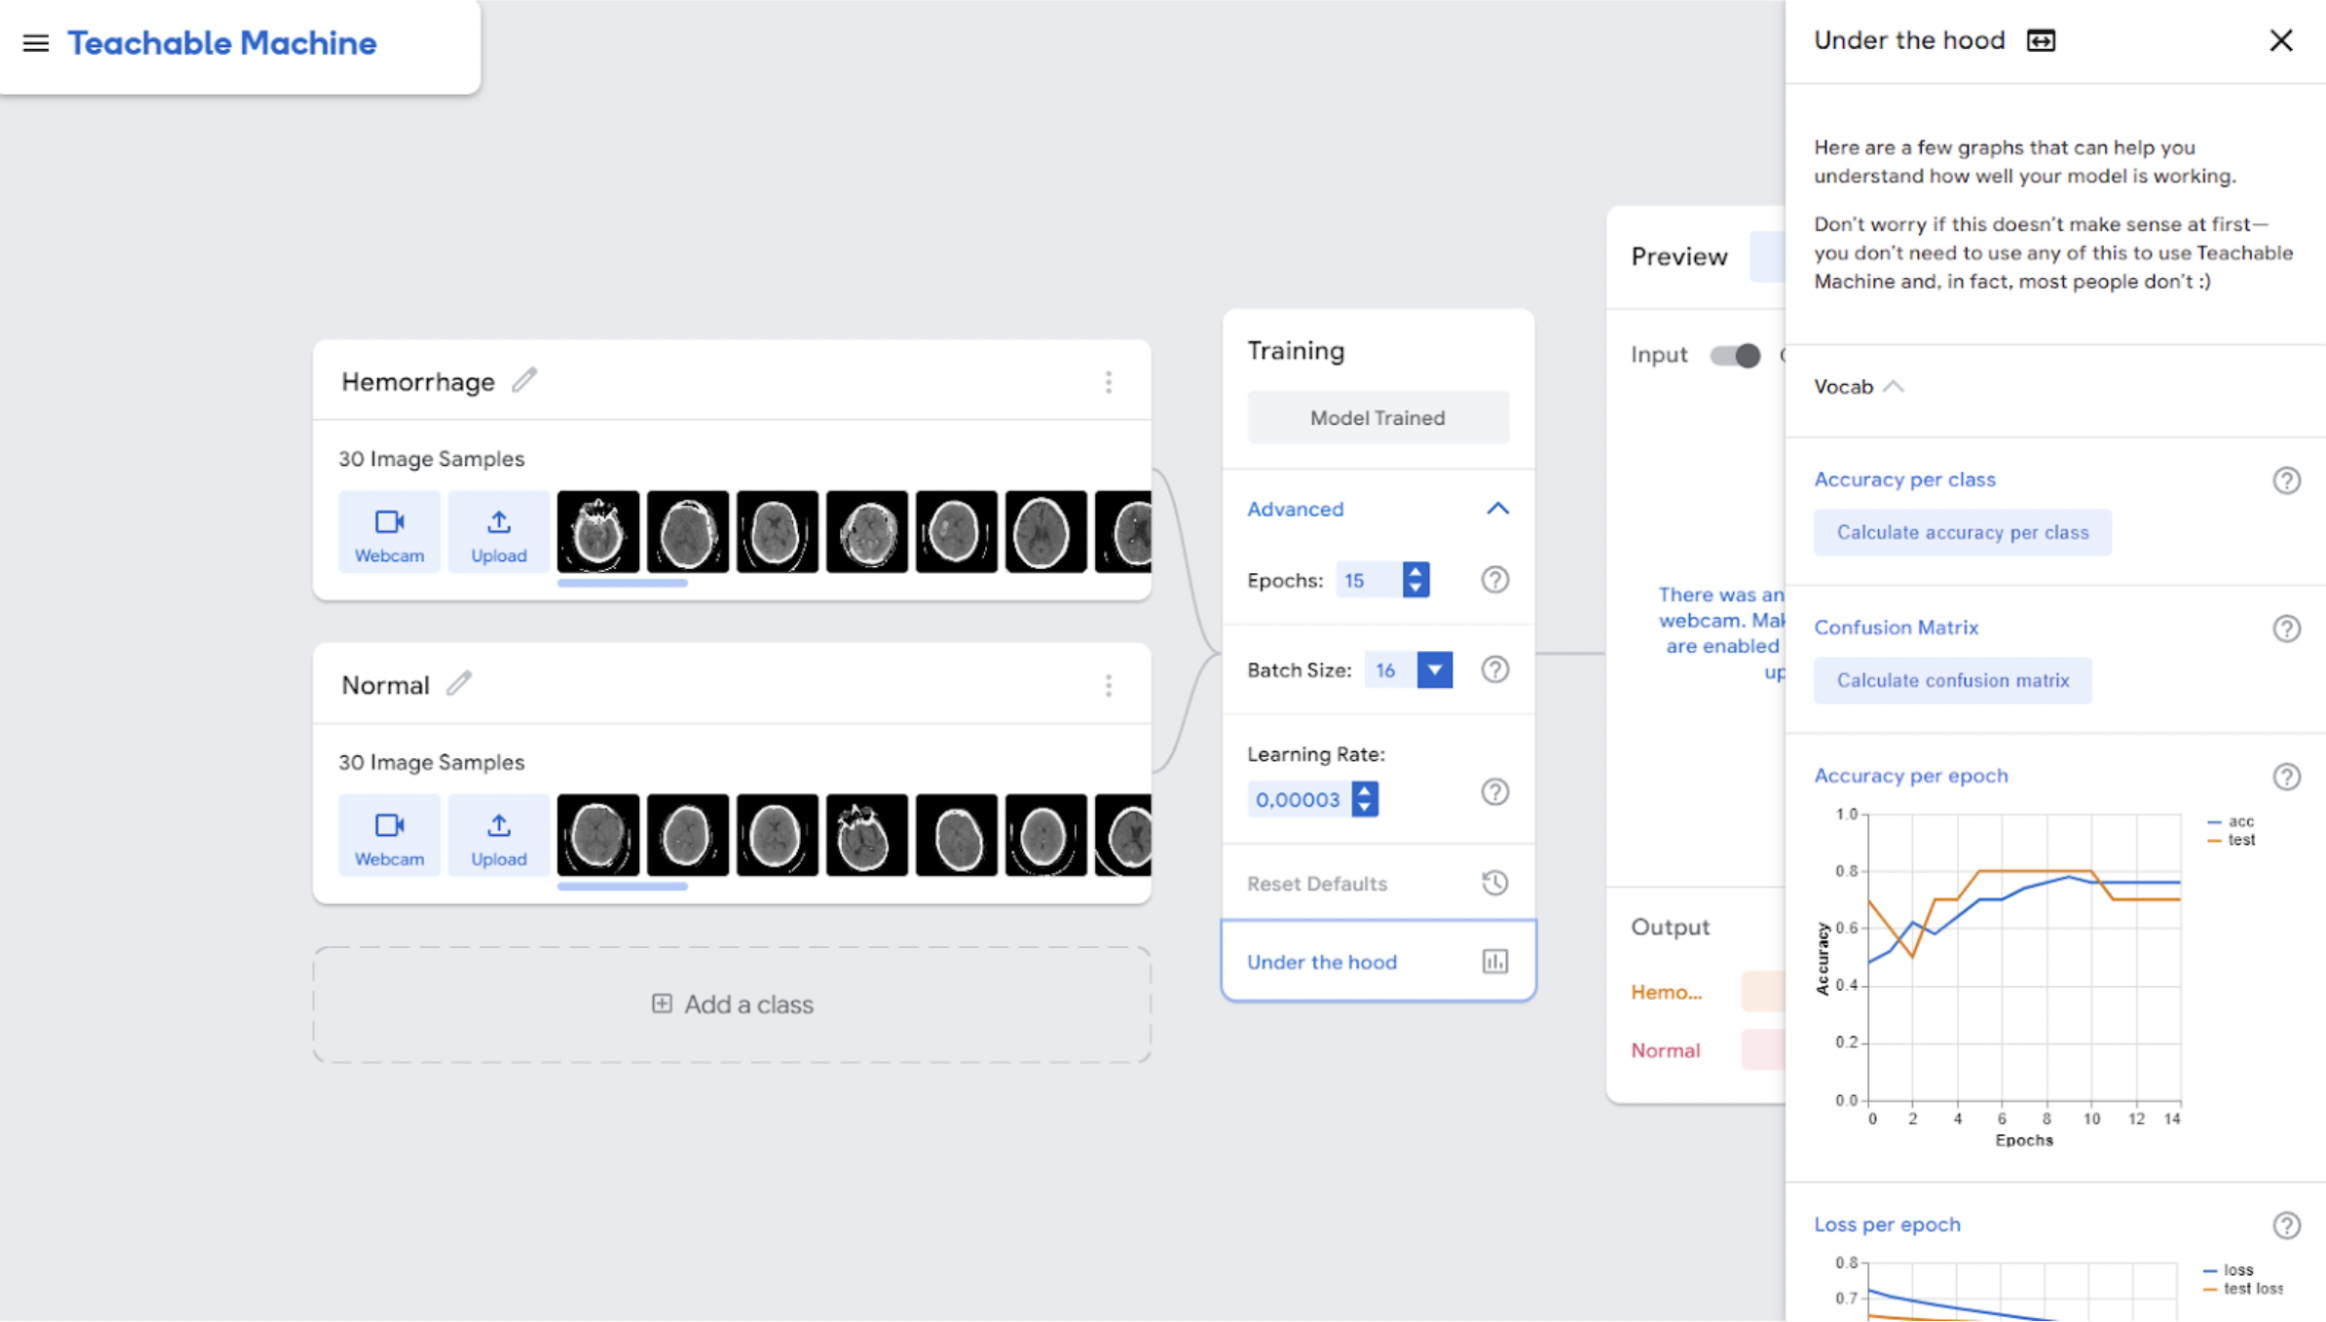 Teachable Machine
Hemorrhage
30 Image Samples
Webcam
Upload
Normal
30 Image Samples
Webcam
Upload
Add a class
Training
Model Trained
Advanced
Epochs: 15
Batch Size: 16
Learning Rate:
0,00003
Reset Defaults
Under the hood
Preview
Input
There was an
webcam. Mak
are enabled
up
Output
Hemo...
Normal
Under the hood
Here are a few graphs that can help you
understand how well your model is working.
Don't worry if this doesn't make sense at first—
you don't need to use any of this to use Teachable
Machine and, in fact, most people don't :)
Vocab
Accuracy per class
Calculate accuracy per class
Confusion Matrix
Calculate confusion matrix
Accuracy per epoch
1.0
0.8
0.6
0.4
0.2
0.0
Accuracy
0 2 4 6 8 10 12 14
Epochs
acc
test
Loss per epoch
0.8
0.7
loss
test loss